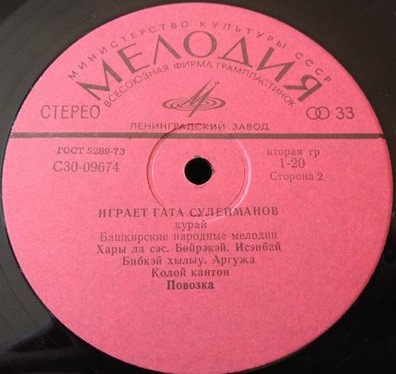 МИНИСТЕРСТВО КУЛЬТУРЫ СССР
МЕЛОДИЯ
ВСЕСОЮЗНАЯ ФИРМА ГРАМПЛАСТИНОК
СТЕРЕО
33
ЛЕНИНГРАДСКИЙ ЗАВОД
ГОСТ 5289-73
С30-09674
вторая гр
1-20
Сторона 2
ИГРАЕТ ГАТА СУЛЕЙМАНОВ
курай
Башкирские народные мелодии
Хары ла сэс. Бөйрэкэй. Исэнбай
Бибкэй хылыу. Аргужа
Колой кантон
Повозка